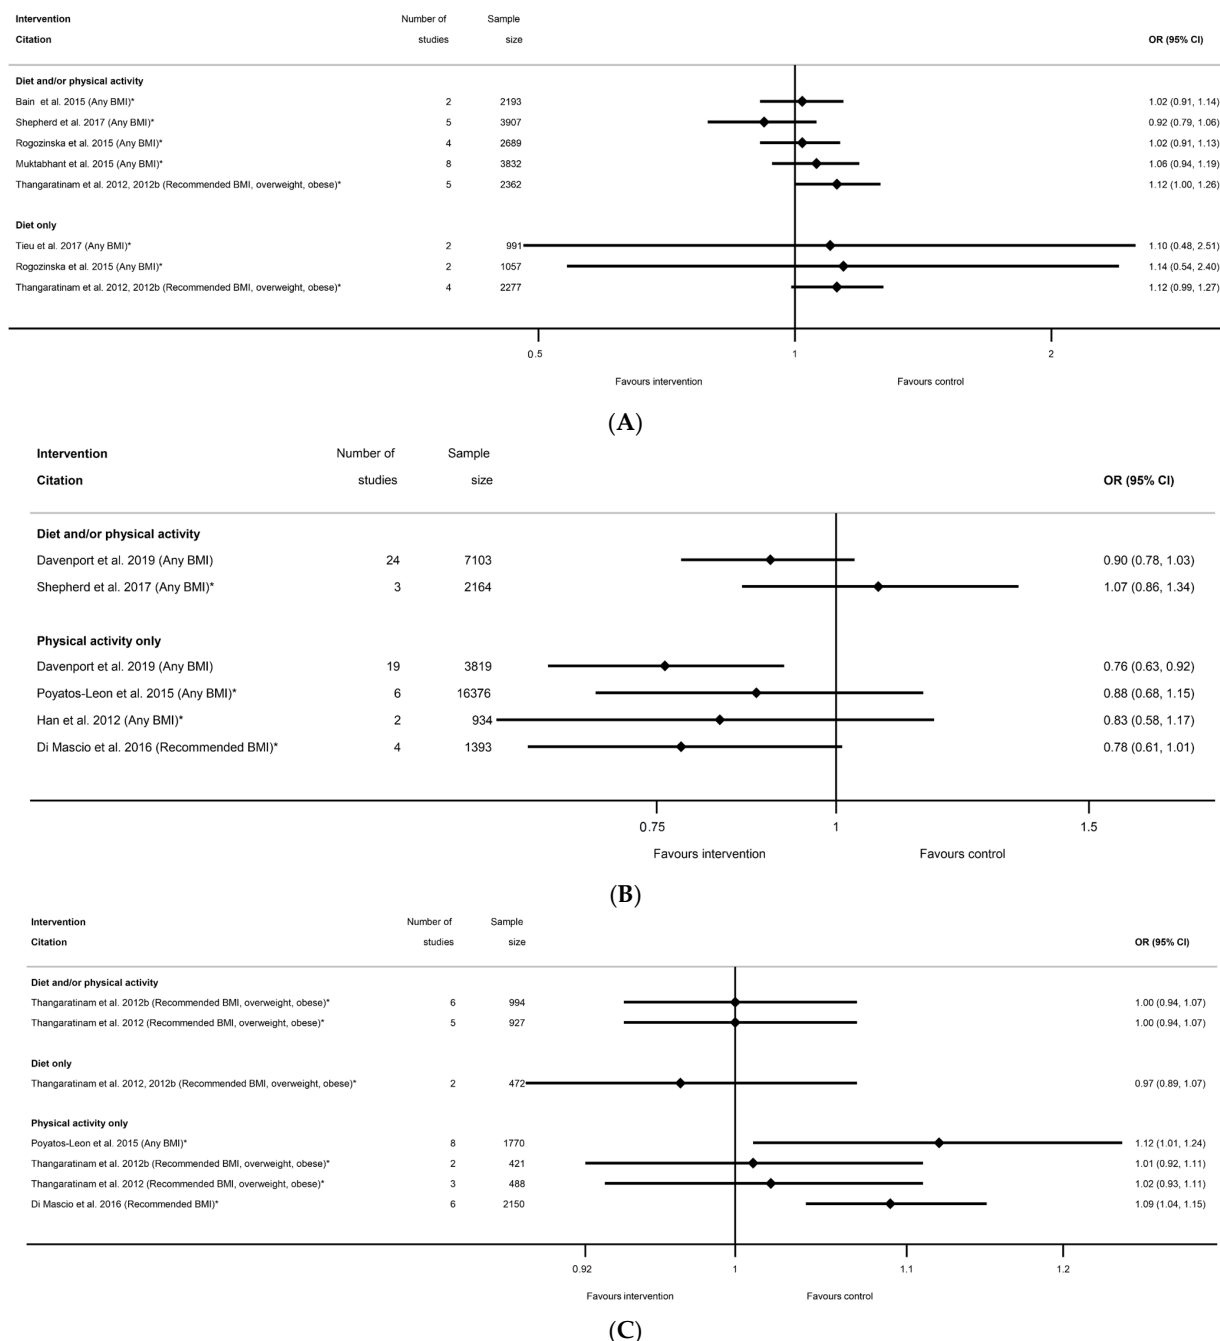 Intervention Number of Sample
Citation studies size OR (95% CI)
Diet and/or physical activity
Bain et al. 2015 (Any BMI)* 2 2193 1.02 (0.91, 1.14)
Shepherd et al. 2017 (Any BMI)* 5 3907 0.92 (0.79, 1.06)
Rogozinska et al. 2015 (Any BMI)* 4 2689 1.02 (0.91, 1.13)
Muktabhant et al. 2015 (Any BMI)* 8 3832 1.06 (0.94, 1.19)
Thangaratinam et al. 2012, 2012b (Recommended BMI, overweight, obese)* 5 2362 1.12 (1.00, 1.26)
Diet only
Tieu et al. 2017 (Any BMI)* 2 991 1.10 (0.48, 2.51)
Rogozinska et al. 2015 (Any BMI)* 2 1057 1.14 (0.54, 2.40)
Thangaratinam et al. 2012, 2012b (Recommended BMI, overweight, obese)* 4 2277 1.12 (0.99, 1.27)
0.5 1 2
Favours intervention Favours control
(A)
Intervention Number of Sample
Citation studies size OR (95% CI)
Diet and/or physical activity
Davenport et al. 2019 (Any BMI) 24 7103 0.90 (0.78, 1.03)
Shepherd et al. 2017 (Any BMI)* 3 2164 1.07 (0.86, 1.34)
Physical activity only
Davenport et al. 2019 (Any BMI) 19 3819 0.76 (0.63, 0.92)
Poyatos-Leon et al. 2015 (Any BMI)* 6 16376 0.88 (0.68, 1.15)
Han et al. 2012 (Any BMI)* 2 934 0.83 (0.58, 1.17)
Di Mascio et al. 2016 (Recommended BMI)* 4 1393 0.78 (0.61, 1.01)
0.75 1 1.5
Favours intervention Favours control
(B)
Intervention Number of Sample
Citation studies size OR (95% CI)
Diet and/or physical activity
Thangaratinam et al. 2012b (Recommended BMI, overweight, obese)* 6 994 1.00 (0.94, 1.07)
Thangaratinam et al. 2012 (Recommended BMI, overweight, obese)* 5 927 1.00 (0.94, 1.07)
Diet only
Thangaratinam et al. 2012, 2012b (Recommended BMI, overweight, obese)* 2 472 0.97 (0.89, 1.07)
Physical activity only
Poyatos-Leon et al. 2015 (Any BMI)* 8 1770 1.12 (1.01, 1.24)
Thangaratinam et al. 2012b (Recommended BMI, overweight, obese)* 2 421 1.01 (0.92, 1.11)
Thangaratinam et al. 2012 (Recommended BMI, overweight, obese)* 3 488 1.02 (0.93, 1.11)
Di Mascio et al. 2016 (Recommended BMI)* 6 2150 1.09 (1.04, 1.15)
0.92 1 1.1 1.2
Favours intervention Favours control
(C)